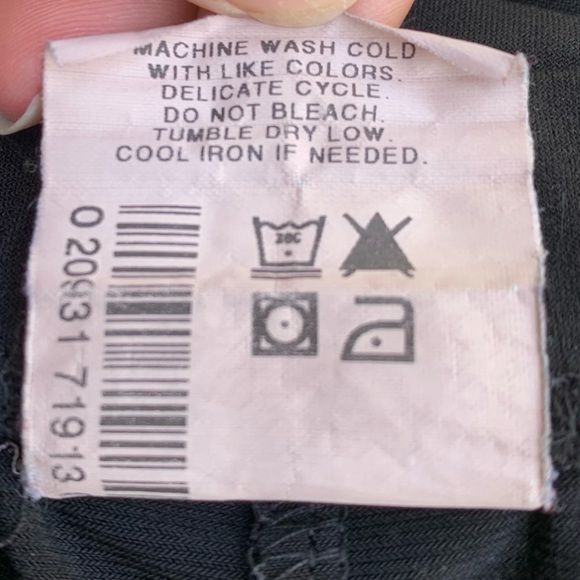 MACHINE WASH COLD
WITH LIKE COLORS.
DELICATE CYCLE.
DO NOT BLEACH.
TUMBLE DRY LOW.
COOL IRON IF NEEDED.
30C
0 20931 71913